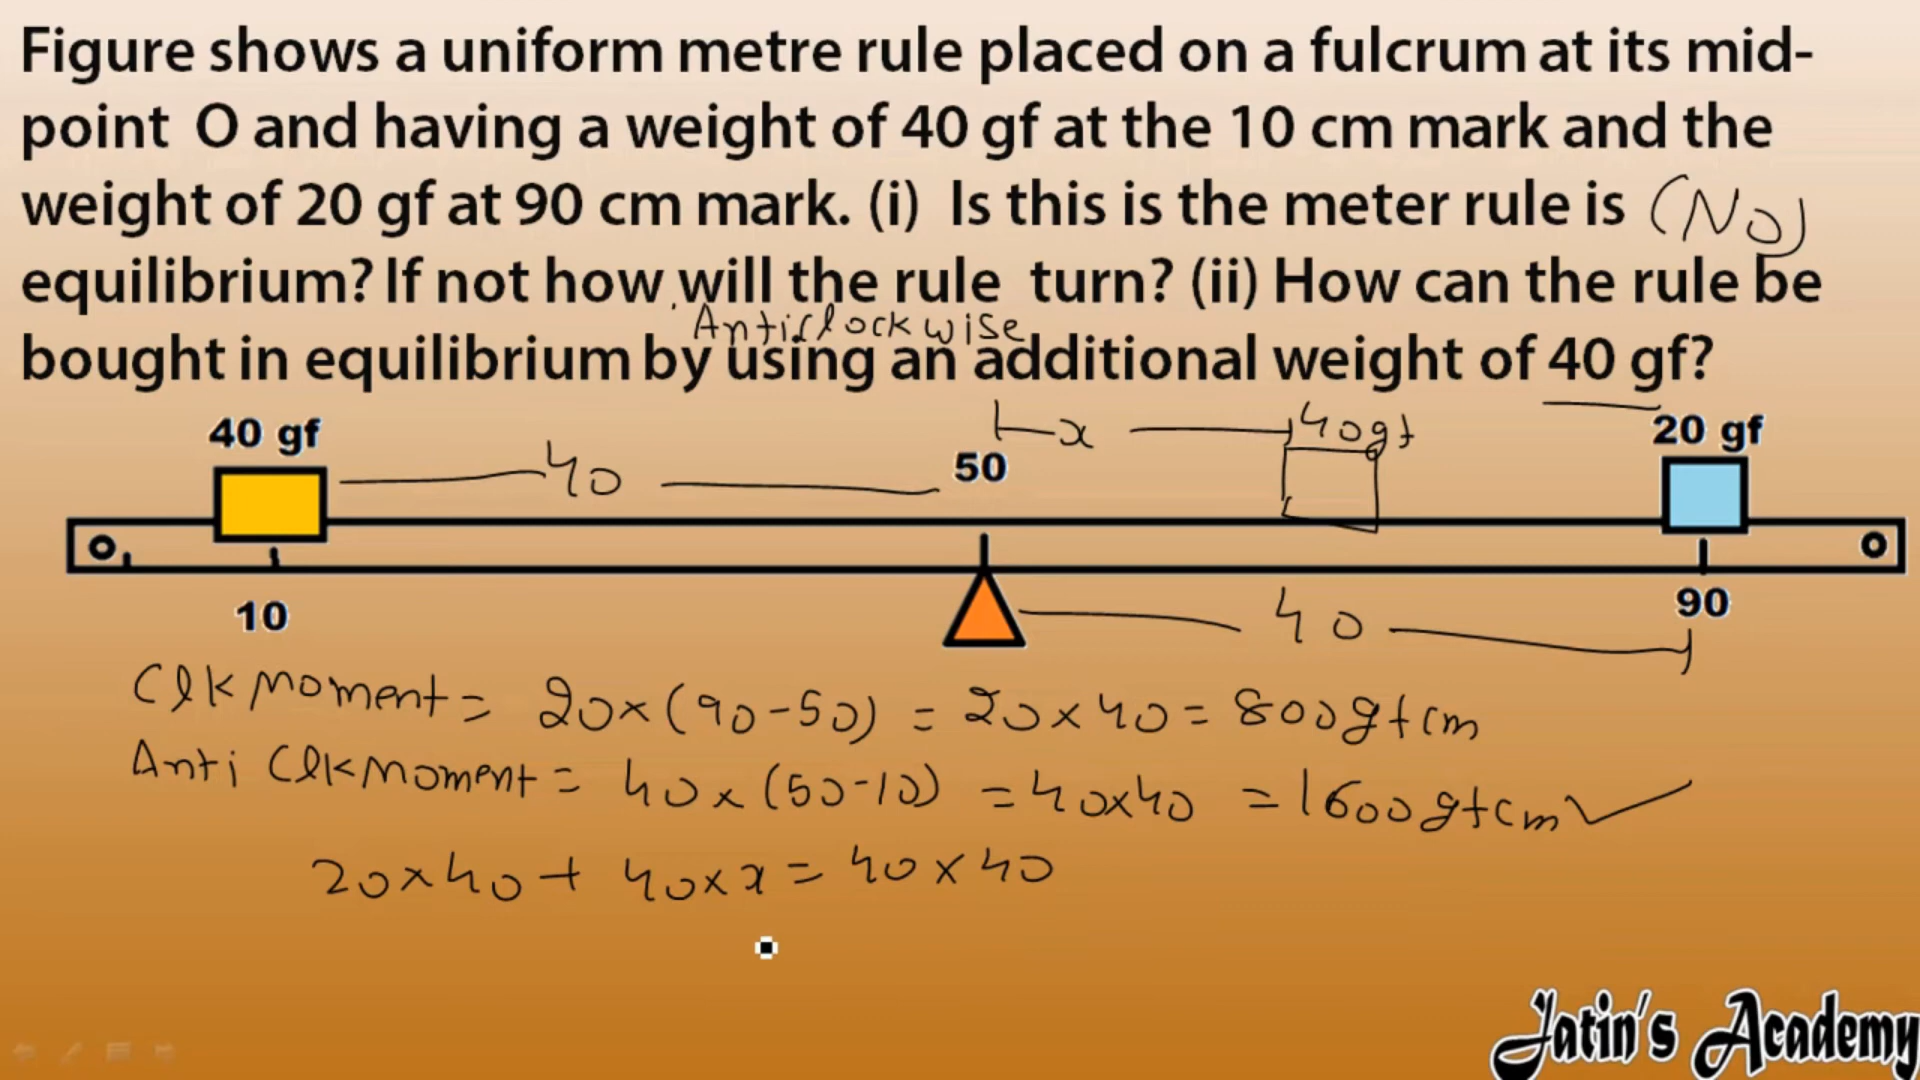 Figure shows a uniform metre rule placed on a fulcrum at its mid-
point O and having a weight of 40 gf at the 10 cm mark and the
weight of 20 gf at 90 cm mark. (i) Is this is the meter rule is (NO)
equilibrium? If not how will the rule turn? (ii) How can the rule be
Anticlockwise
bought in equilibrium by using an additional weight of 40 gf?
40 gf
x
40gf
20 gf
40
50
10
40
90
Clk Moment = 20×(90-50) = 20×40 = 800gfcm
Anti Clk Moment = 40×(50-10) = 40×40 = 1600gfcm
20×40+ 40×x = 40×40
Jatin's Academy